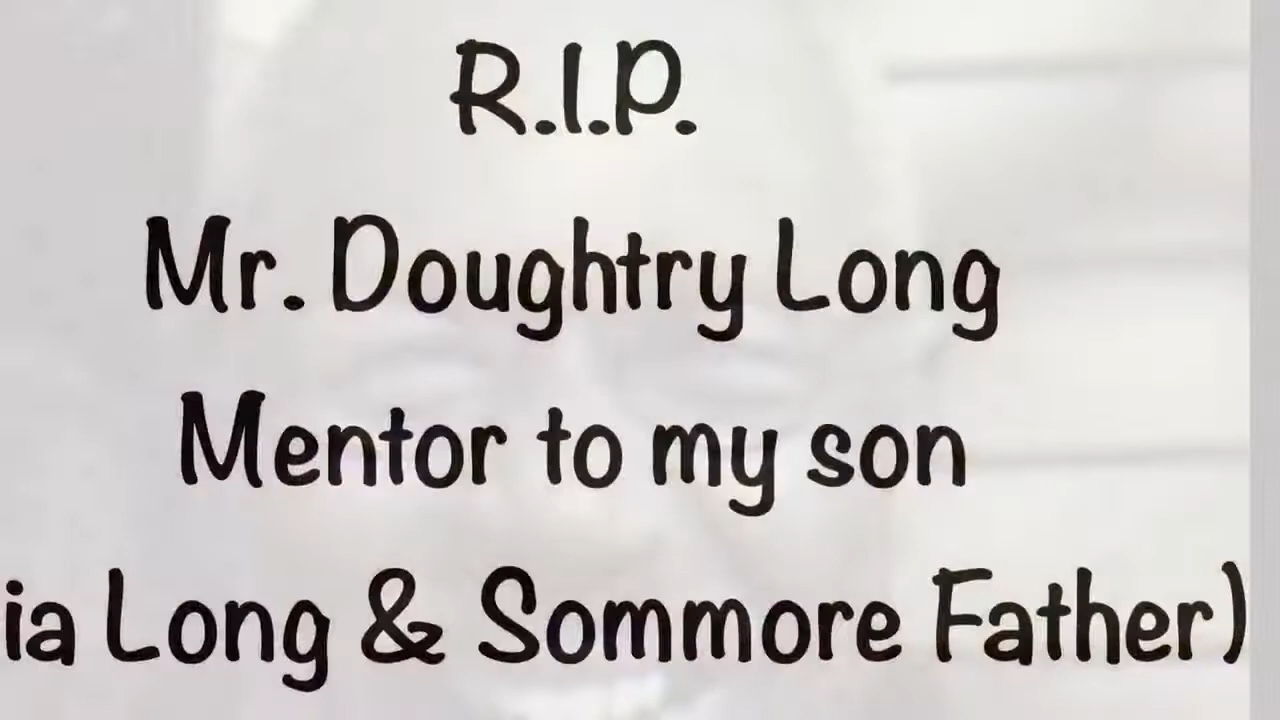 R.I.P.
Mr. Doughtry Long
Mentor to my son
ia Long & Sommore Father)